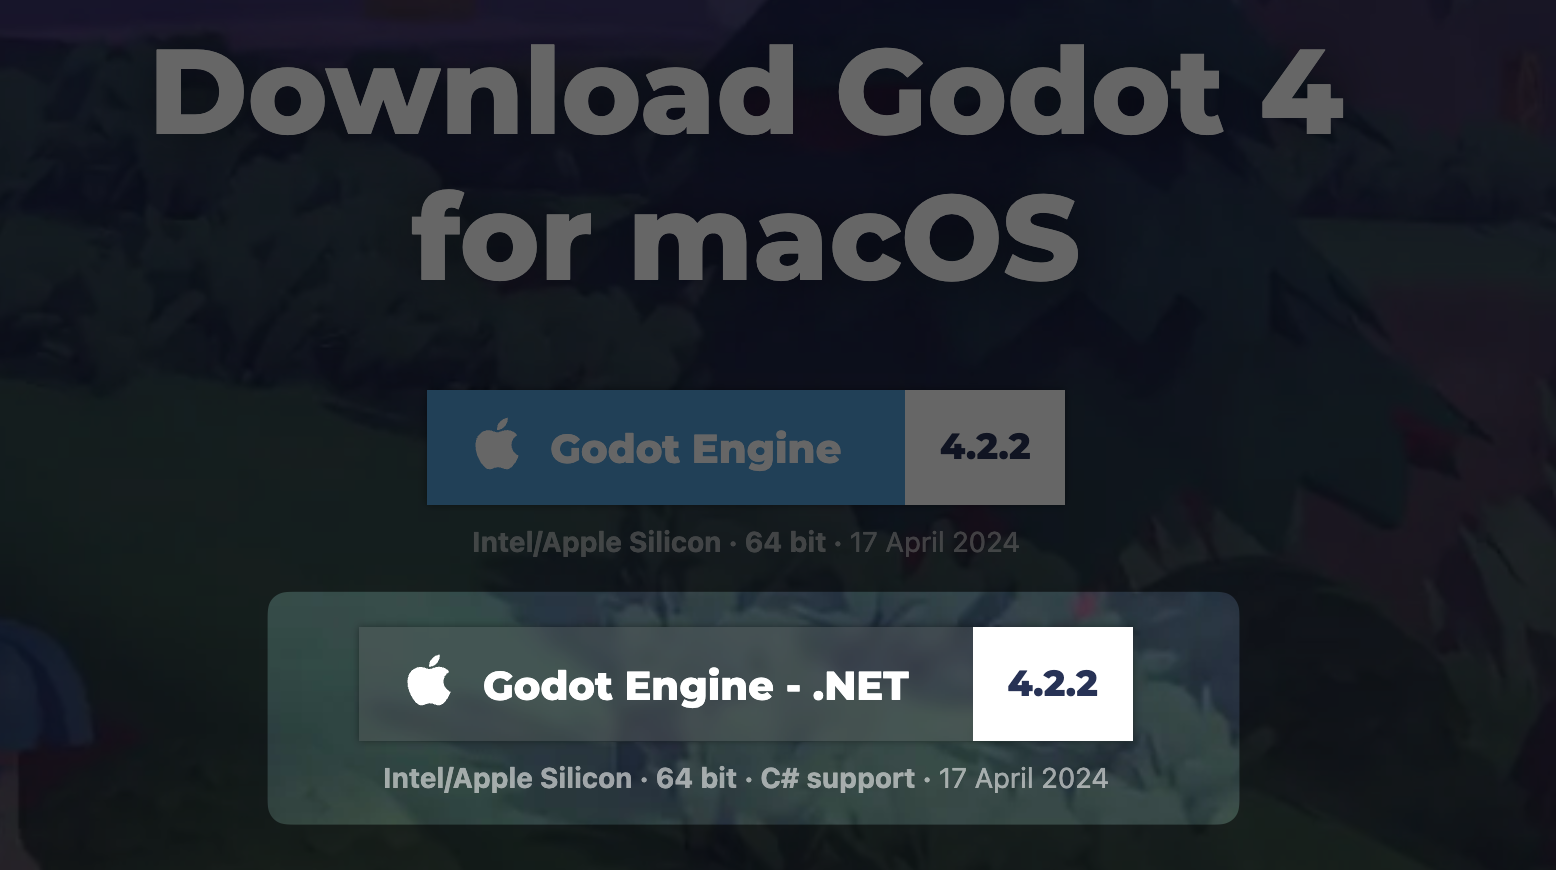 Download Godot 4
for macOS
Godot Engine 4.2.2
Intel/Apple Silicon · 64 bit · 17 April 2024
Godot Engine - .NET 4.2.2
Intel/Apple Silicon · 64 bit · C# support · 17 April 2024